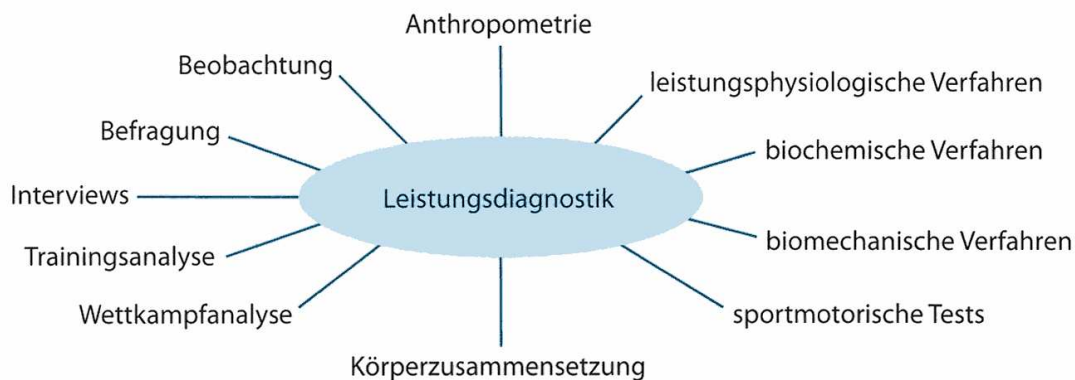 Anthropometrie
Beobachtung
leistungsphysiologische Verfahren
Befragung
biochemische Verfahren
Interviews
Leistungsdiagnostik
Trainingsanalyse
biomechanische Verfahren
Wettkampfanalyse
sportmotorische Tests
Körperzusammensetzung